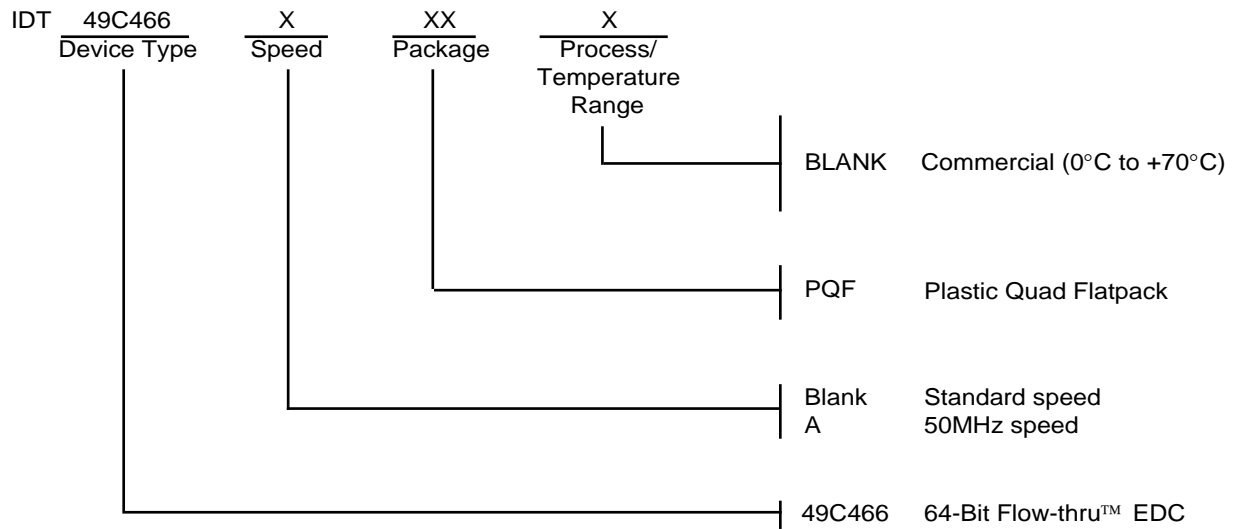 IDT 49C466 X XX X
Device Type Speed Package Process/
Temperature
Range
BLANK Commercial (0°C to +70°C)
PQF Plastic Quad Flatpack
Blank Standard speed
A 50MHz speed
49C466 64-Bit Flow-thru™ EDC